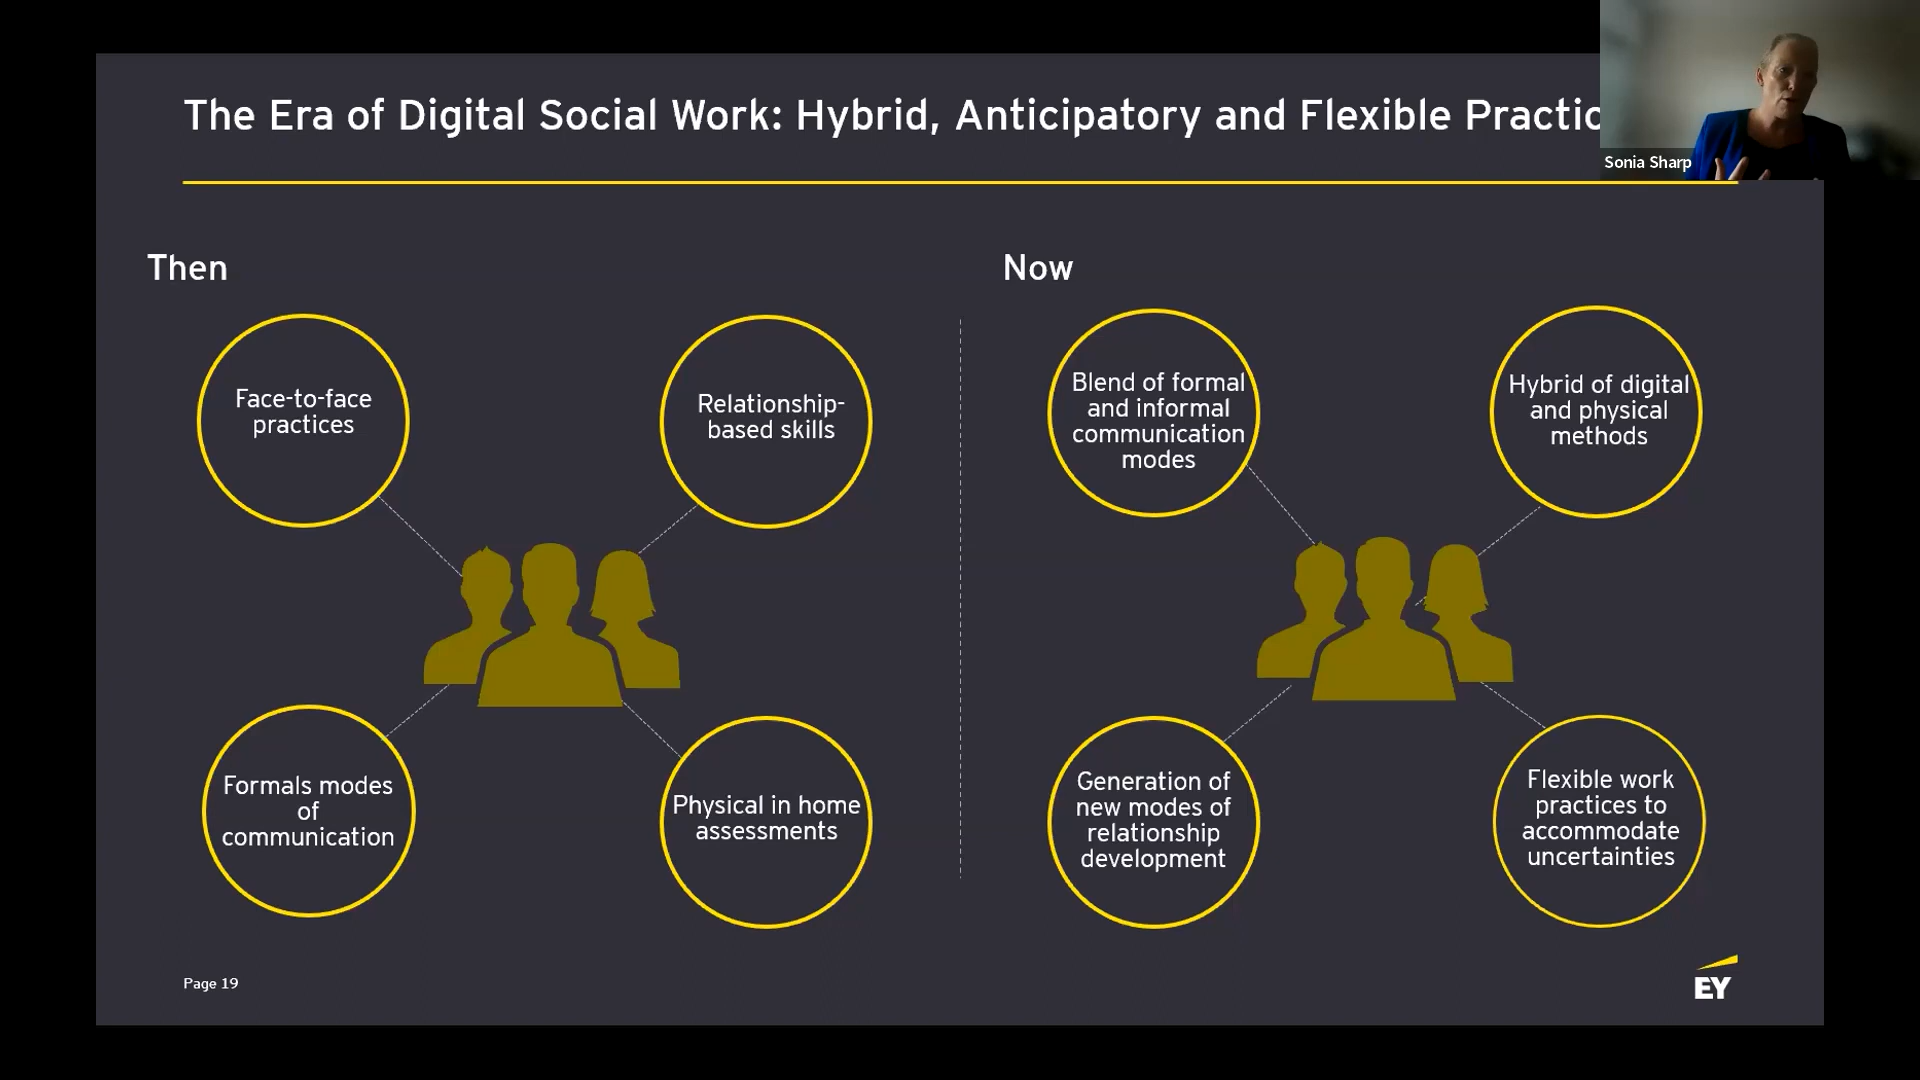 The Era of Digital Social Work: Hybrid, Anticipatory and Flexible Practic
Sonia Sharp
Then
Face-to-face
practices
Relationship-
based skills
Formals modes
of
communication
Physical in home
assessments
Now
Blend of formal
and informal
communication
modes
Hybrid of digital
and physical
methods
Generation of
new modes of
relationship
development
Flexible work
practices to
accommodate
uncertainties
Page 19
EY